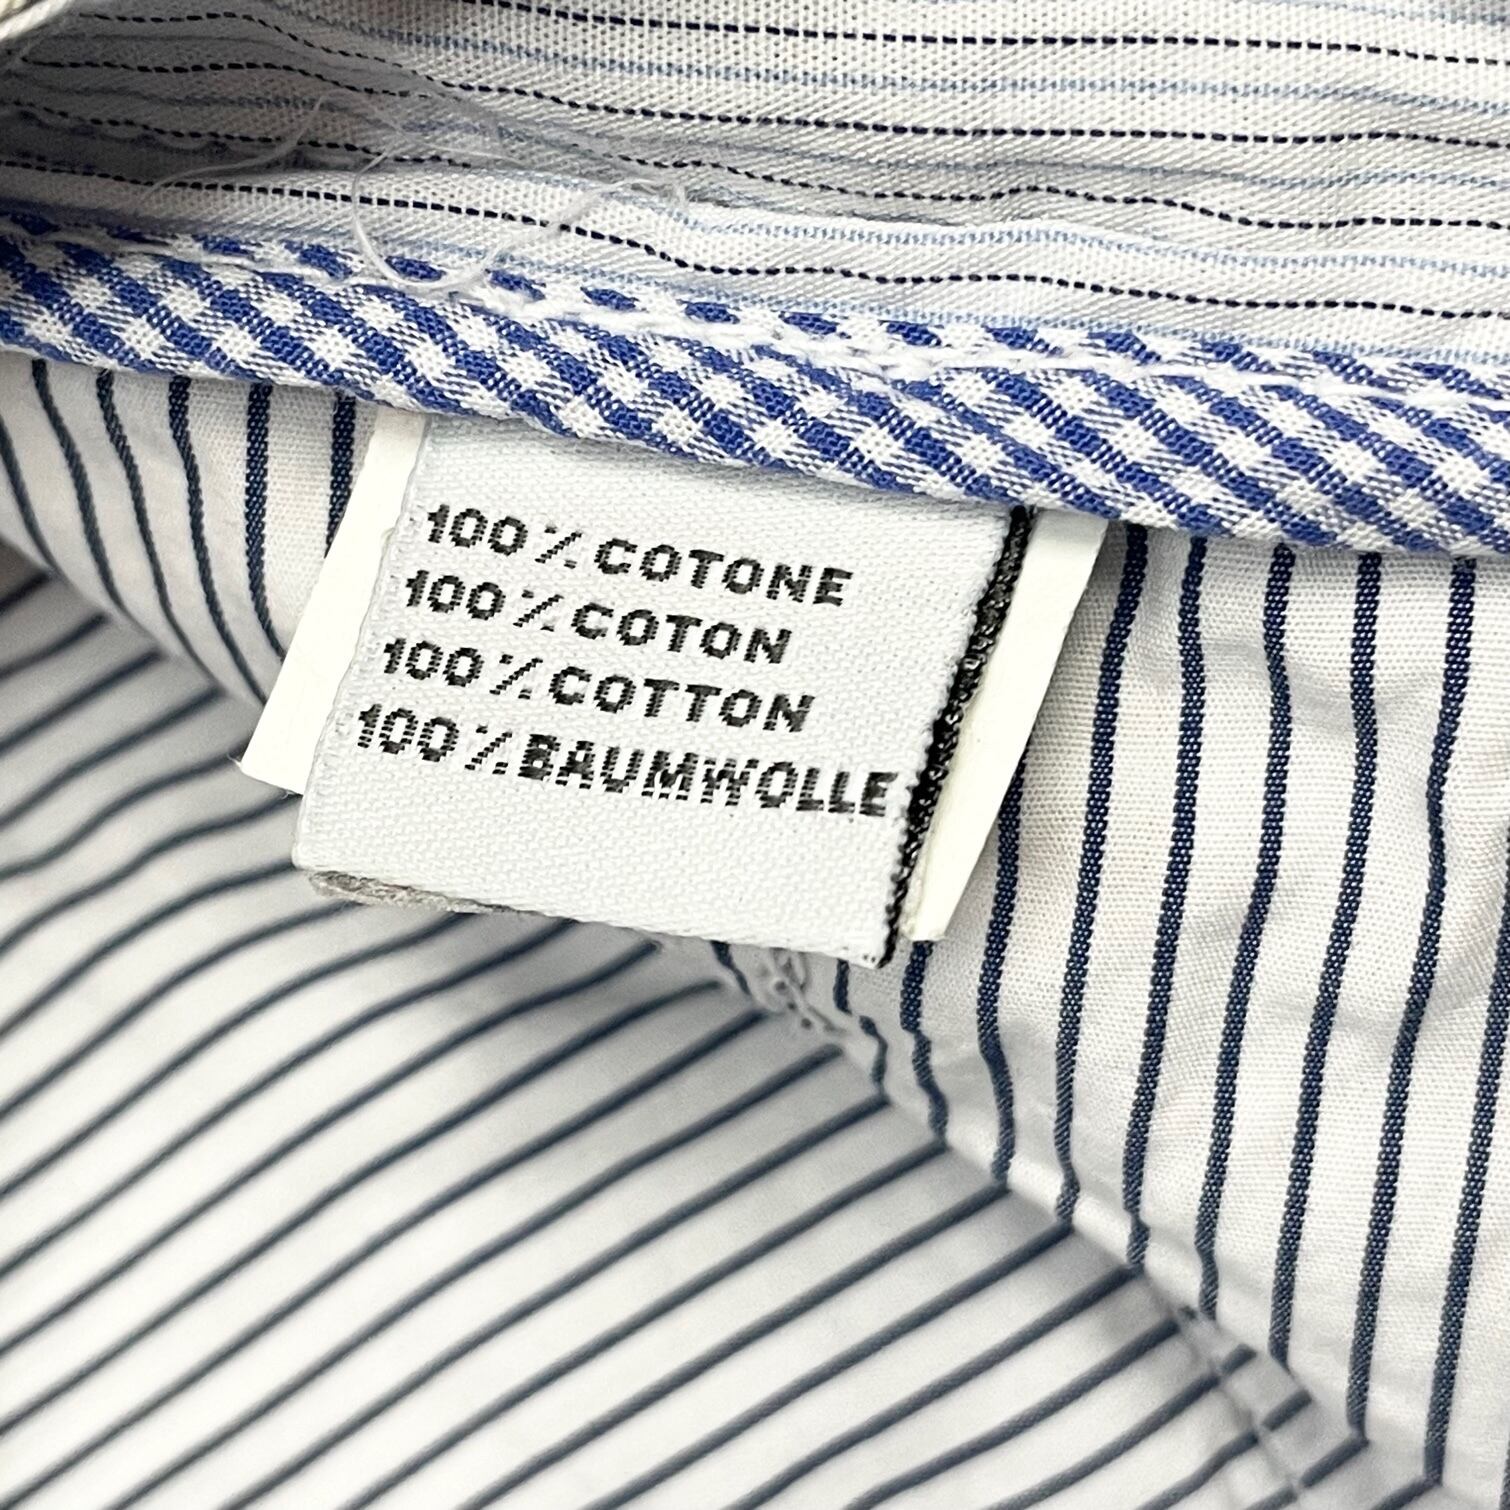 100% COTONE
100% COTON
100% COTTON
100% BAUMWOLLE